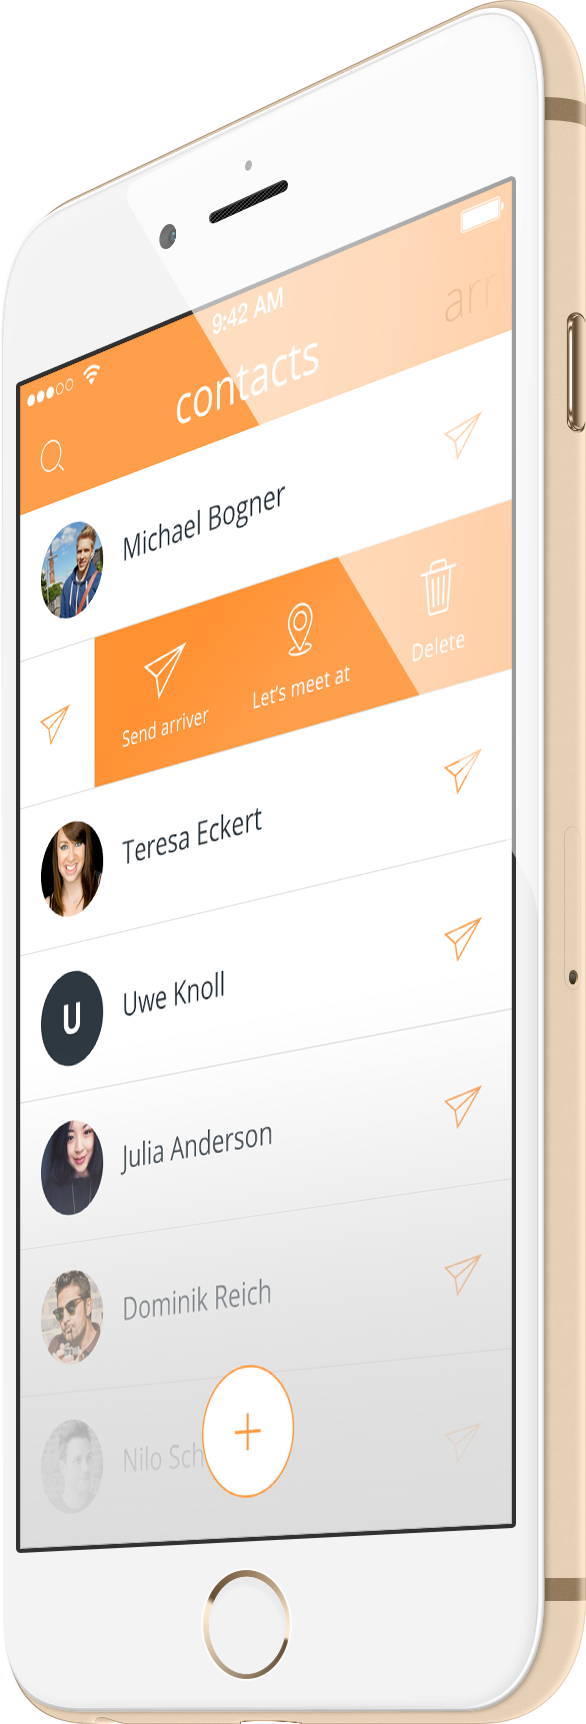 9:42 AM
contacts
arr
Michael Bogner
Send arriver
Let's meet at
Delete
Teresa Eckert
U
Uwe Knoll
Julia Anderson
Dominik Reich
Nilo Sch